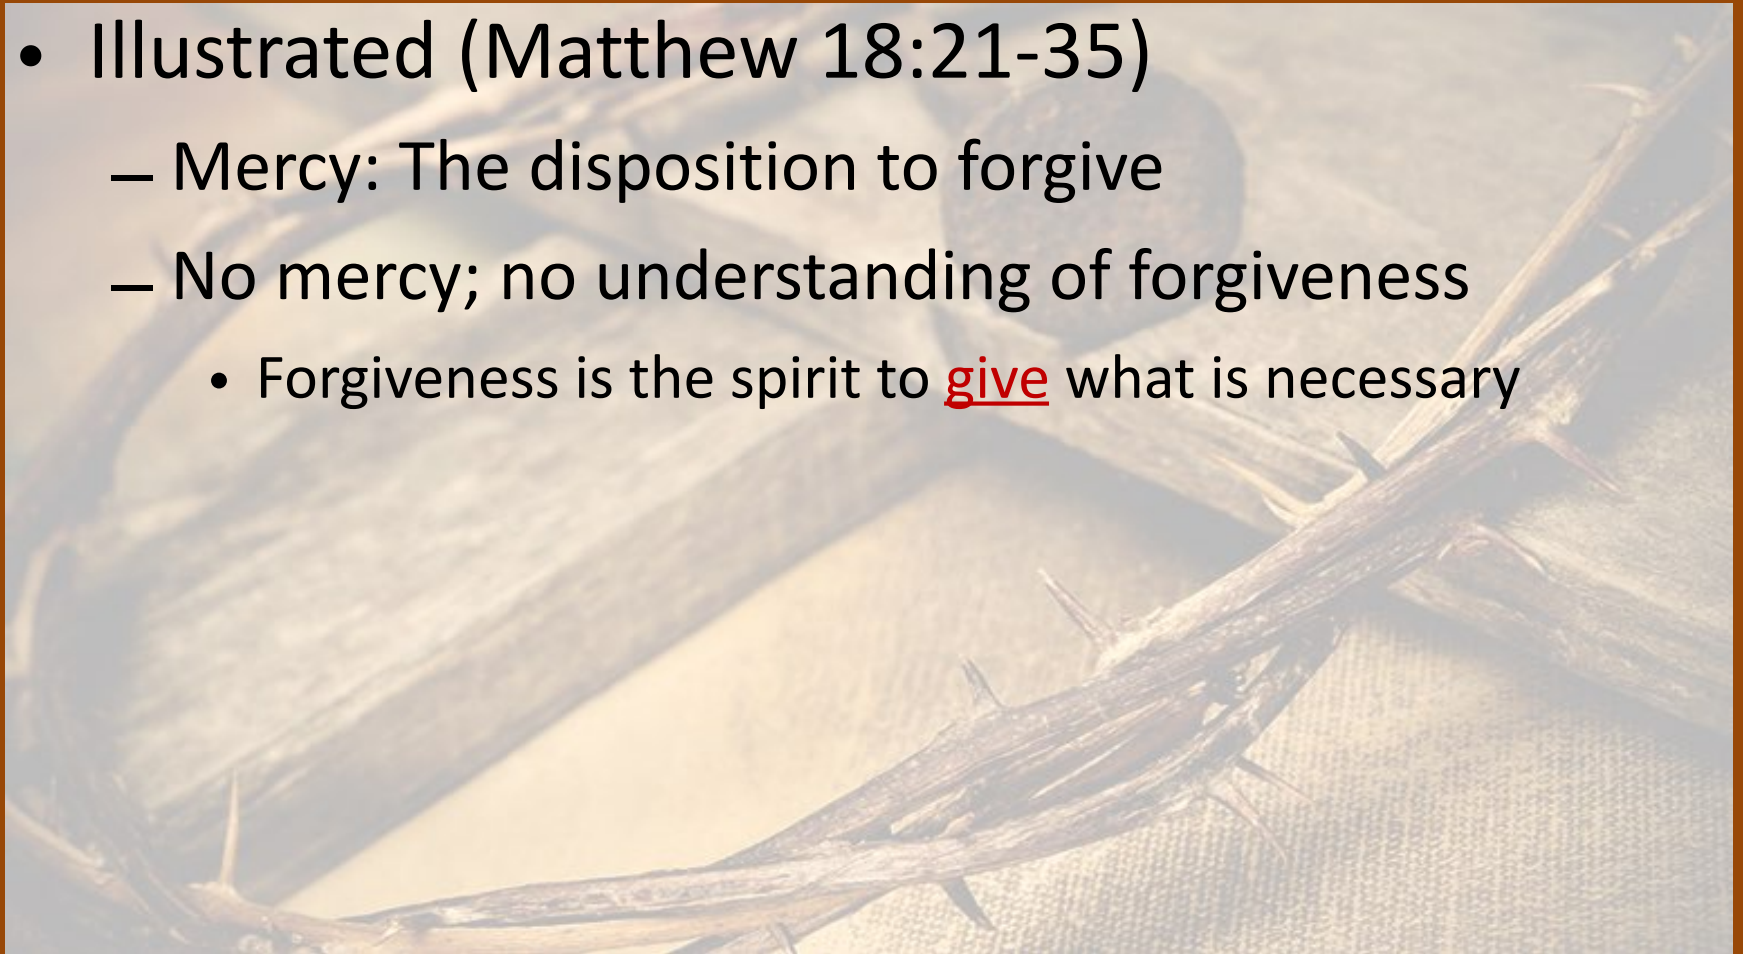 • Illustrated (Matthew 18:21-35)
– Mercy: The disposition to forgive
– No mercy; no understanding of forgiveness
• Forgiveness is the spirit to give what is necessary